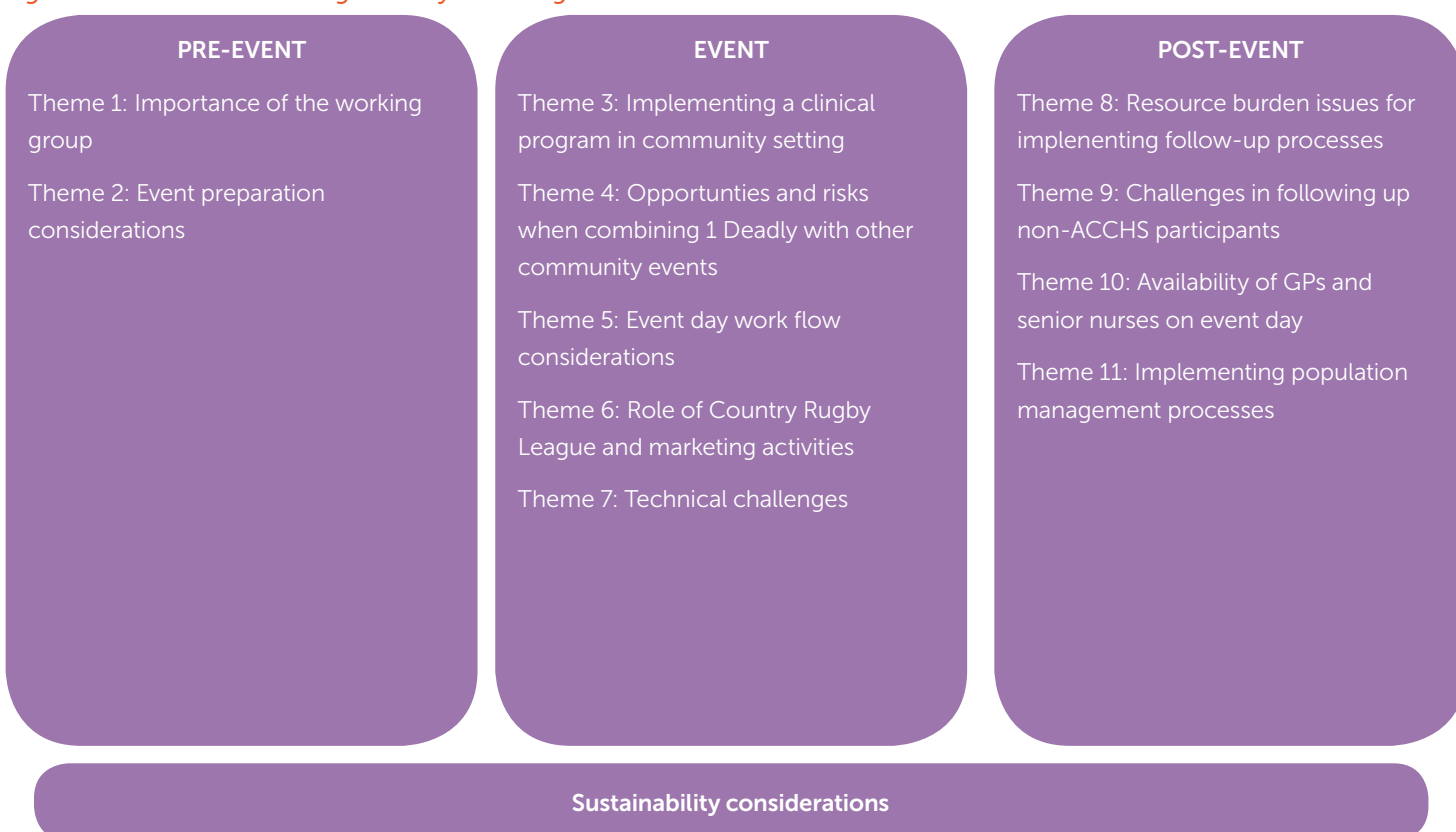 PRE-EVENT
Theme 1: Importance of the working
group
Theme 2: Event preparation
considerations
EVENT
Theme 3: Implementing a clinical
program in community setting
Theme 4: Opportunties and risks
when combining 1 Deadly with other
community events
Theme 5: Event day work flow
considerations
Theme 6: Role of Country Rugby
League and marketing activities
Theme 7: Technical challenges
POST-EVENT
Theme 8: Resource burden issues for
implenenting follow-up processes
Theme 9: Challenges in following up
non-ACCHS participants
Theme 10: Availability of GPs and
senior nurses on event day
Theme 11: Implementing population
management processes
Sustainability considerations